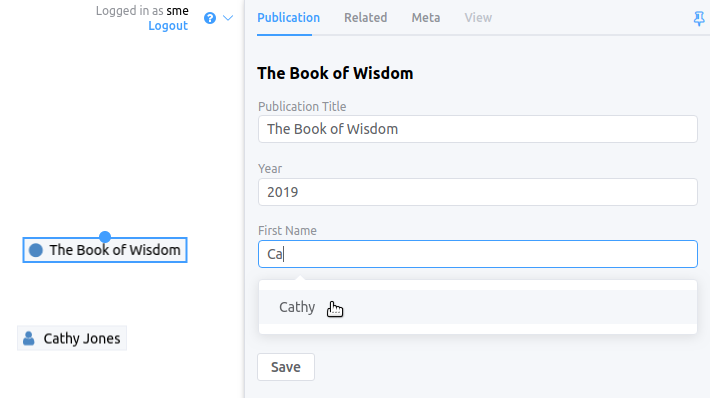 Logged in as sme
Logout
?
The Book of Wisdom
Cathy Jones
Publication Related Meta View
The Book of Wisdom
Publication Title
The Book of Wisdom
Year
2019
First Name
Ca
Cathy
Save